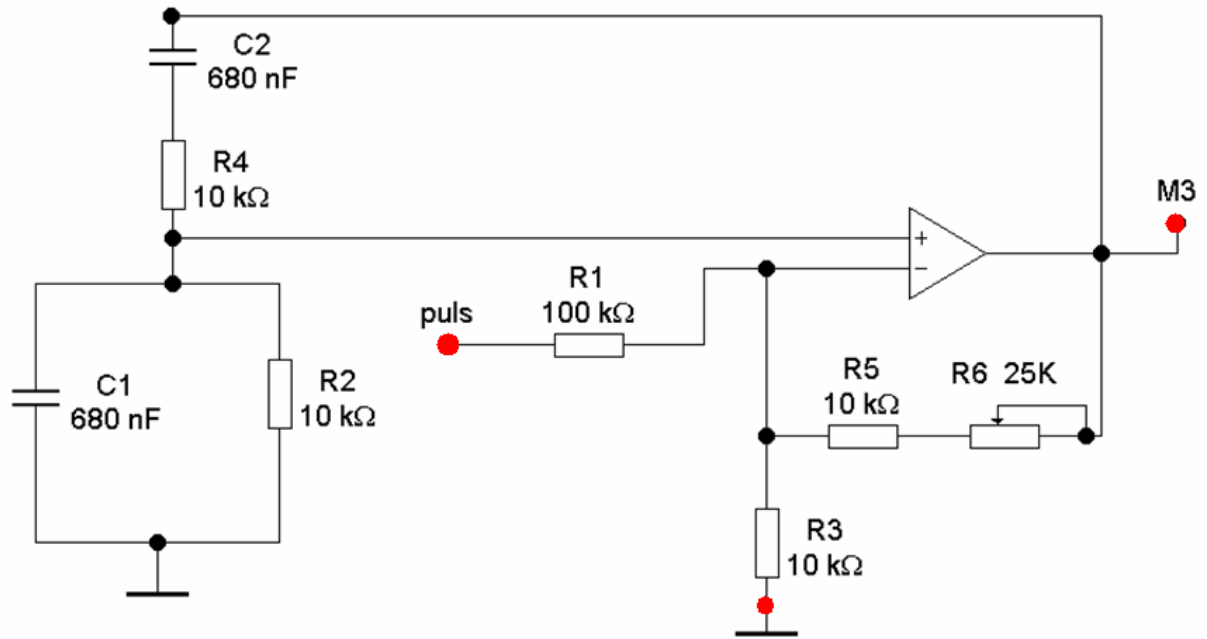 C2
680 nF
R4
10 kΩ
M3
+
−
R1
100 kΩ
puls
C1
680 nF
R2
10 kΩ
R5
10 kΩ
R6 25K
R3
10 kΩ